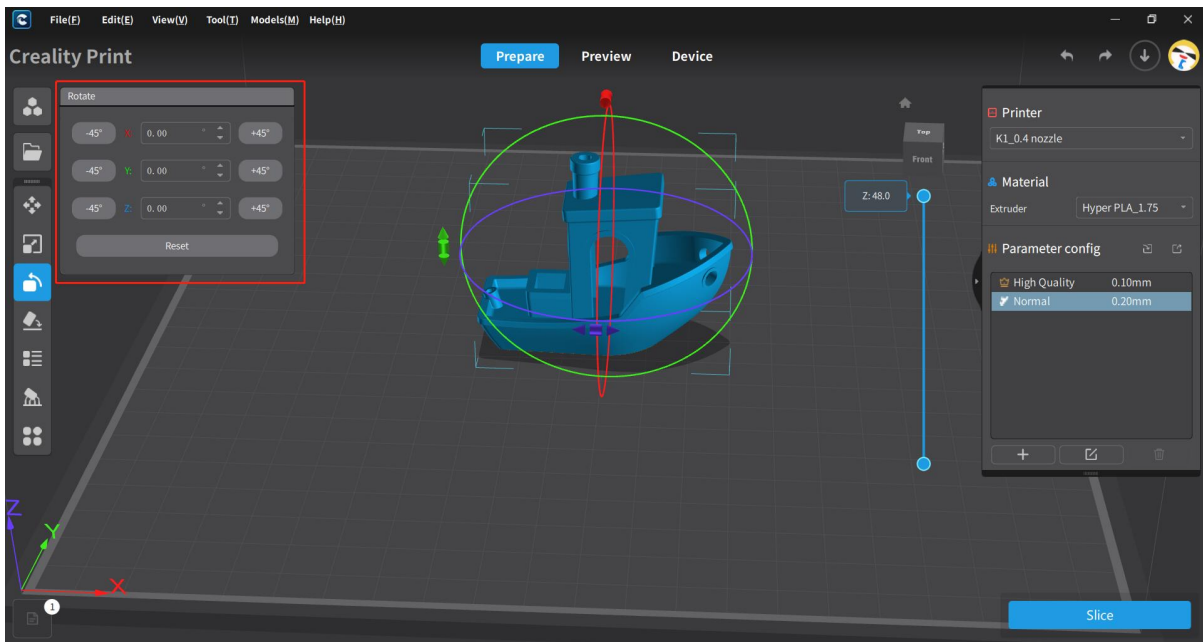 File(F) Edit(E) View(V) Tool(T) Models(M) Help(H)
Creality Print
Prepare Preview Device
Rotate
-45° X: 0.00 ° +45°
-45° Y: 0.00 ° +45°
-45° Z: 0.00 ° +45°
Reset
Top
Front
Z: 48.0
Printer
K1_0.4 nozzle
Material
Extruder Hyper PLA_1.75
Parameter config
High Quality 0.10mm
Normal 0.20mm
Z
Y
X
1
Slice